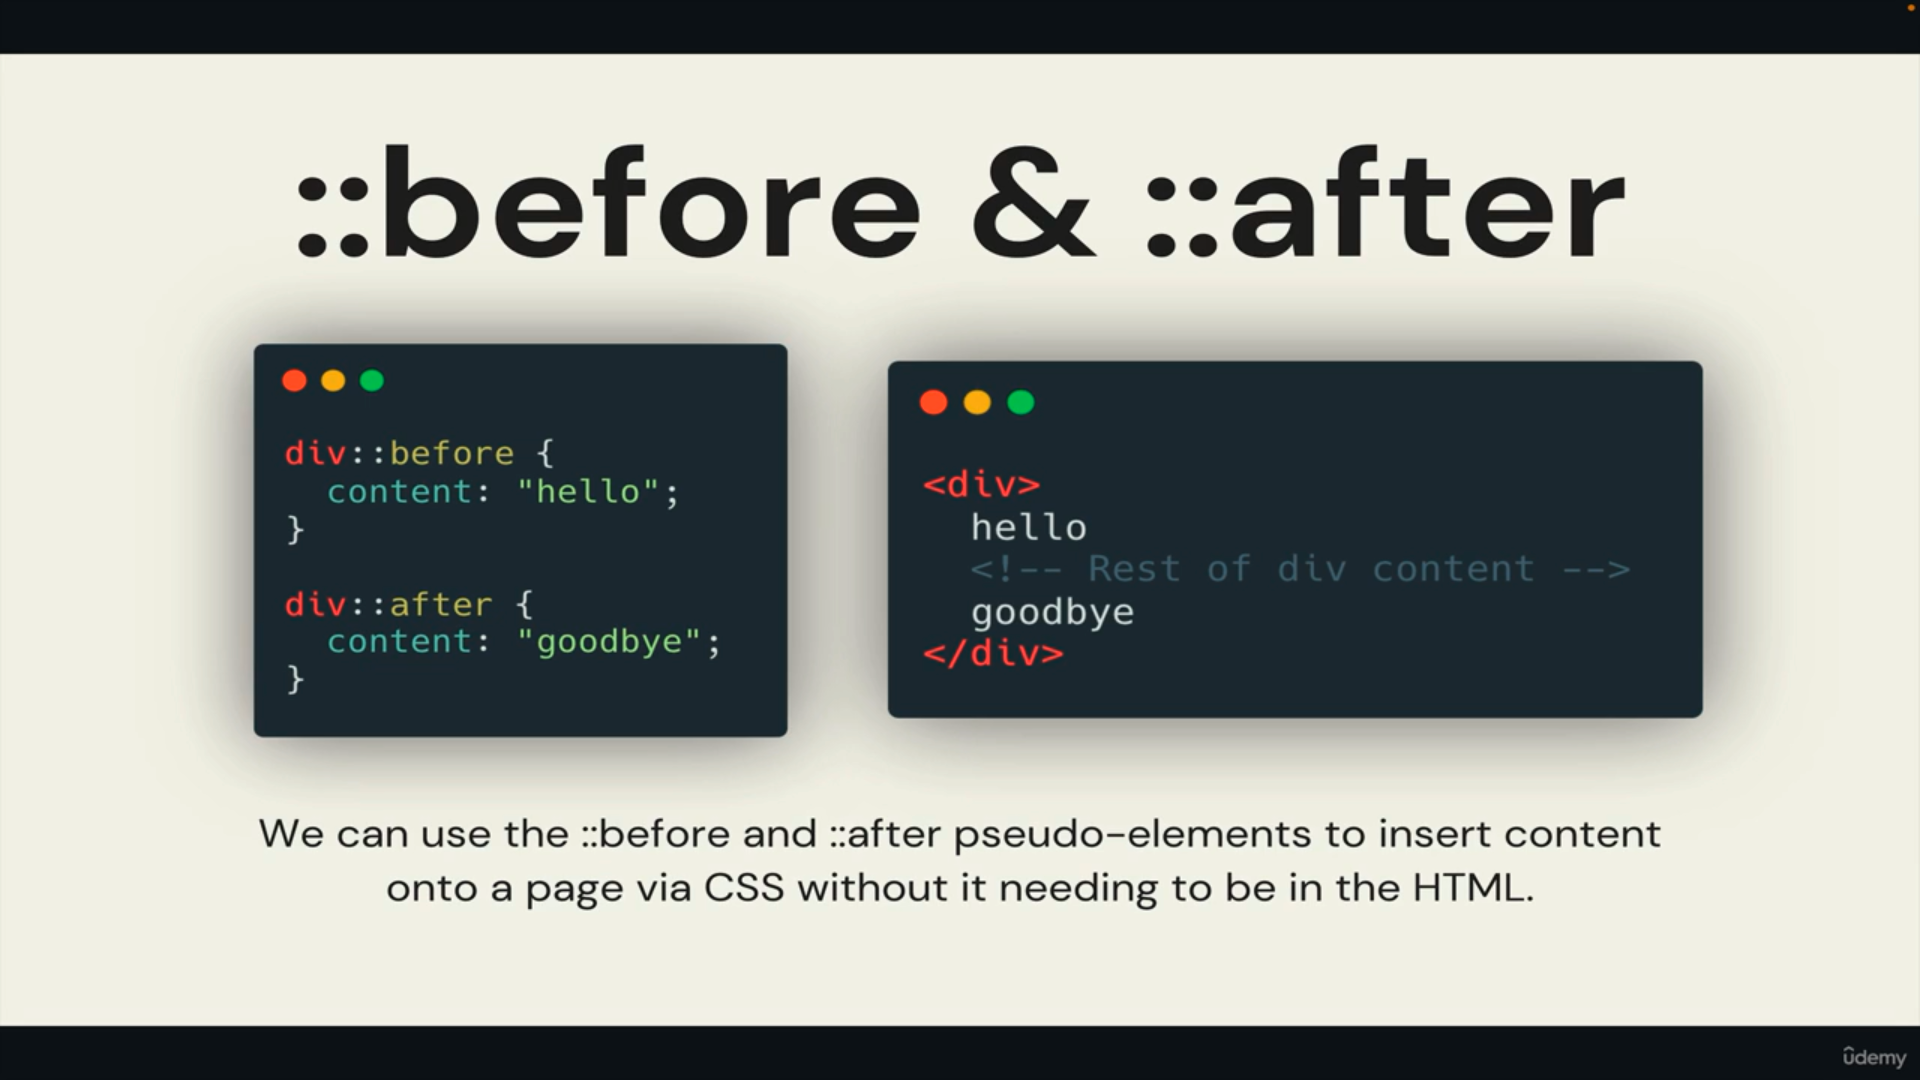 ::before & ::after
div::before {
  content: "hello";
}
div::after {
  content: "goodbye";
}
<div>
  hello
  <!-- Rest of div content -->
  goodbye
</div>
We can use the ::before and ::after pseudo-elements to insert content
onto a page via CSS without it needing to be in the HTML.
ûdemy